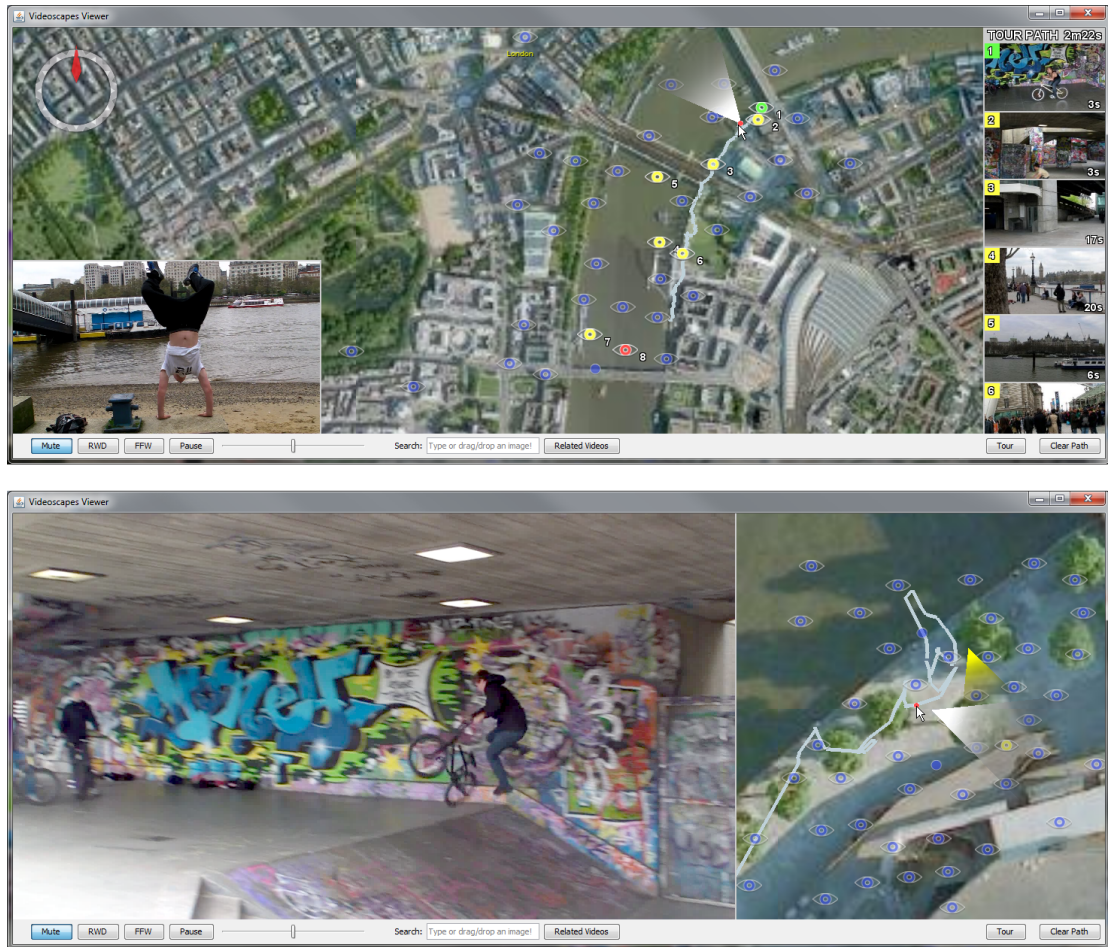 Videoscapes Viewer
London
TOUR PATH 2m22s
1
3s
2
3s
3
17s
4
20s
5
6s
6
1
2
3
5
4
6
7
8
Mute RWD FFW Pause Search: Type or drag/drop an image! Related Videos Tour Clear Path
Videoscapes Viewer
Mute RWD FFW Pause Search: Type or drag/drop an image! Related Videos Tour Clear Path